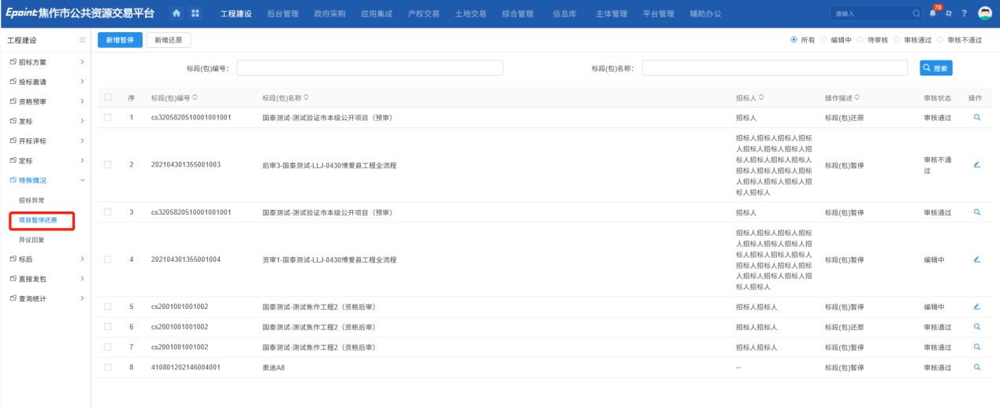 Epoint焦作市公共资源交易平台 工程建设 后台管理 政府采购 应用集成 产权交易 土地交易 综合管理 信息库 主体管理 平台管理 辅助办公 请输入 78 ?
工程建设
新增暂停 新增还原 所有 编辑中 待审核 审核通过 审核不通过
招标方案
投标邀请
资格预审
发标
开标评标
定标
特殊情况
招标异常
项目暂停还原
异议回复
标后
直接发包
查询统计
标段(包)编号: 标段(包)名称: 搜索
序 标段(包)编号 标段(包)名称 招标人 操作描述 审核状态 操作
1 cs3205820510001001001 国泰测试-测试验证市本级公开项目（预审） 招标人 标段(包)还原 审核通过
招标人招标人招标人招标
人招标人招标人招标人招
标人招标人招标人招标人
2 202104301355001003 后审3-国泰测试-LLJ-0430博爱县工程全流程 招标人招标人招标人招标 标段(包)暂停 审核不通
过
人招标人招标人招标人招
标人招标人
3 cs3205820510001001001 国泰测试-测试验证市本级公开项目（预审） 招标人 标段(包)暂停 审核通过
招标人招标人招标人招标
人招标人招标人招标人招
标人招标人招标人招标人
4 202104301355001004 资审1-国泰测试-LLJ-0430博爱县工程全流程 招标人招标人招标人招标 标段(包)暂停 编辑中
人招标人招标人招标人招
标人招标人
5 cs2001001001002 国泰测试-测试焦作工程2（资格后审） 招标人招标人 标段(包)暂停 编辑中
6 cs2001001001002 国泰测试-测试焦作工程2（资格后审） 招标人招标人 标段(包)还原 审核通过
7 cs2001001001002 国泰测试-测试焦作工程2（资格后审） 招标人招标人 标段(包)暂停 审核通过
8 410801202146004001 奥迪A8 -- 标段(包)暂停 审核通过